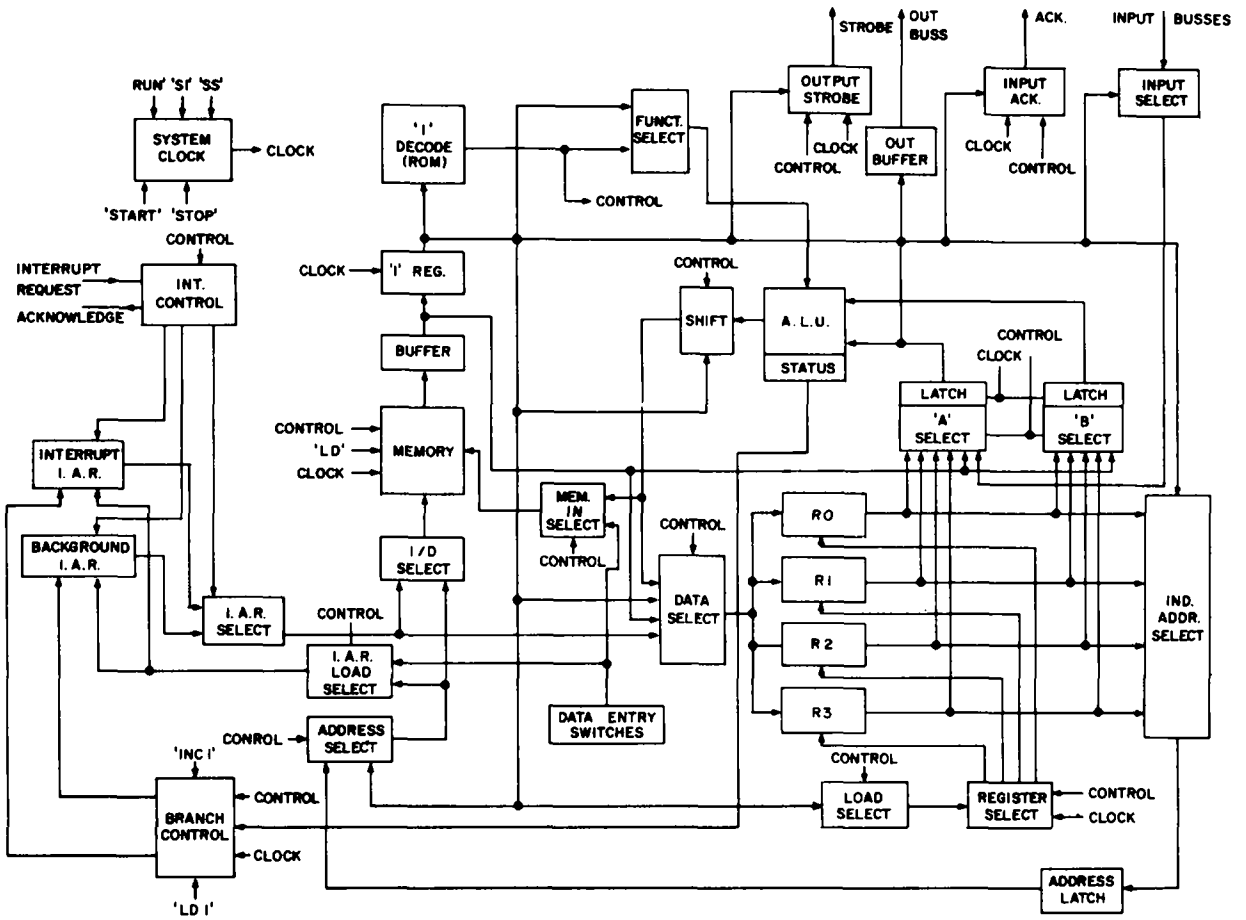 STROBE
OUT
BUSS
ACK.
INPUT BUSSES
RUN' 'SI' 'SS'
SYSTEM
CLOCK
CLOCK
'START' 'STOP'
'I'
DECODE
(ROM)
FUNCT.
SELECT
CONTROL
OUTPUT
STROBE
CLOCK
CONTROL
OUT
BUFFER
INPUT
ACK.
CLOCK
CONTROL
INPUT
SELECT
CONTROL
INTERRUPT
REQUEST
ACKNOWLEDGE
INT.
CONTROL
CLOCK
'I' REG.
BUFFER
CONTROL
SHIFT
A.L.U.
STATUS
CONTROL
CLOCK
LATCH
'A'
SELECT
LATCH
'B'
SELECT
CONTROL
'LD'
CLOCK
MEMORY
INTERRUPT
I.A.R.
BACKGROUND
I.A.R.
I.A.R.
SELECT
I/D
SELECT
MEM.
IN
SELECT
CONTROL
CONTROL
DATA
SELECT
R0
R1
R2
R3
IND.
ADDR.
SELECT
CONTROL
I.A.R.
LOAD
SELECT
DATA ENTRY
SWITCHES
CONROL
ADDRESS
SELECT
'INC I'
BRANCH
CONTROL
CONTROL
CLOCK
'LD I'
CONTROL
LOAD
SELECT
REGISTER
SELECT
CONTROL
CLOCK
ADDRESS
LATCH